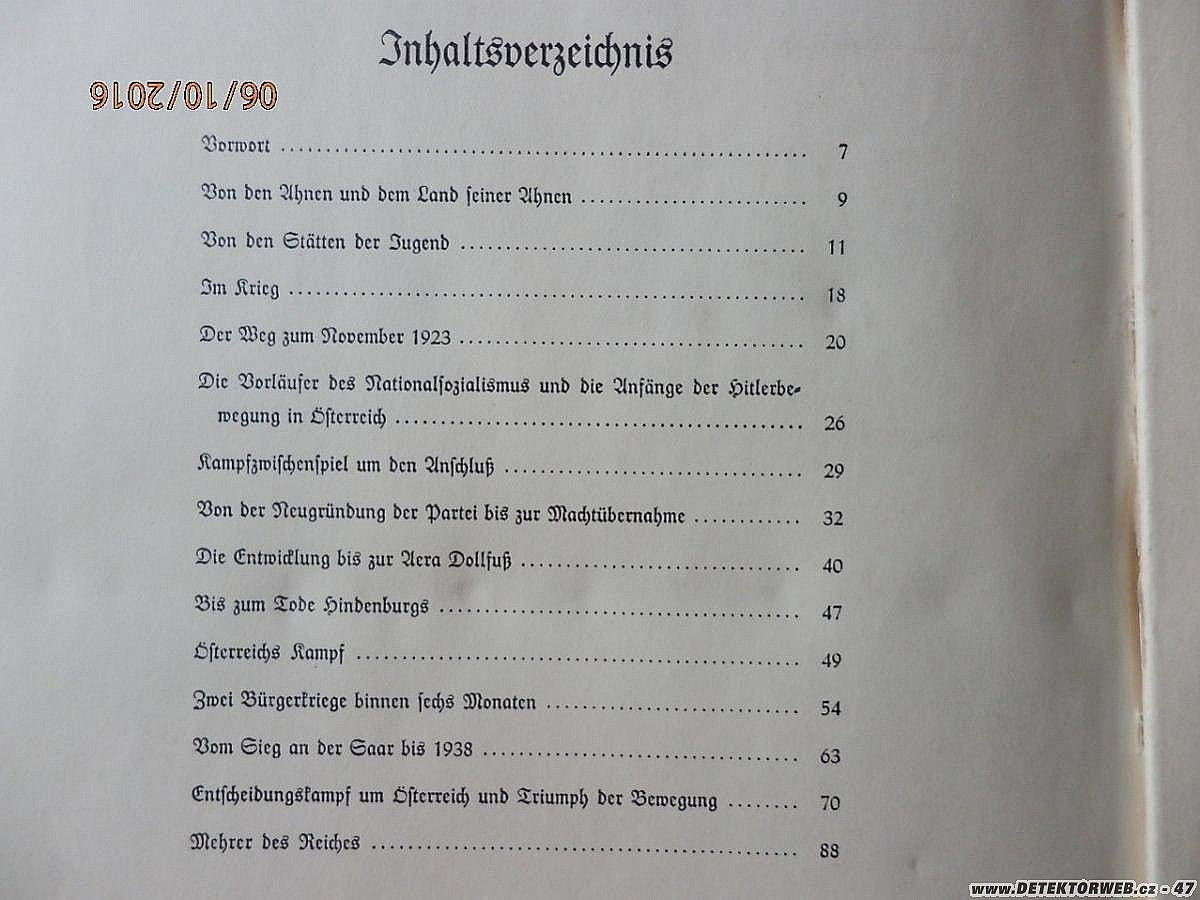 Inhaltsverzeichnis
06/10/2016
Vorwort ........ 7
Von den Ahnen und dem Land seiner Ahnen ........ 9
Von den Stätten der Jugend ........ 11
Im Krieg ........ 18
Der Weg zum November 1923 ........ 20
Die Vorläufer des Nationalsozialismus und die Anfänge der Hitlerbe-
wegung in Österreich ........ 26
Kampfzwischenspiel um den Anschluß ........ 29
Von der Neugründung der Partei bis zur Machtübernahme ........ 32
Die Entwicklung bis zur Aera Dollfuß ........ 40
Bis zum Tode Hindenburgs ........ 47
Österreichs Kampf ........ 49
Zwei Bürgerkriege binnen sechs Monaten ........ 54
Vom Sieg an der Saar bis 1938 ........ 63
Entscheidungskampf um Österreich und Triumph der Bewegung ........ 70
Mehrer des Reiches ........ 88
www.DETEKTORWEB.cz - 47